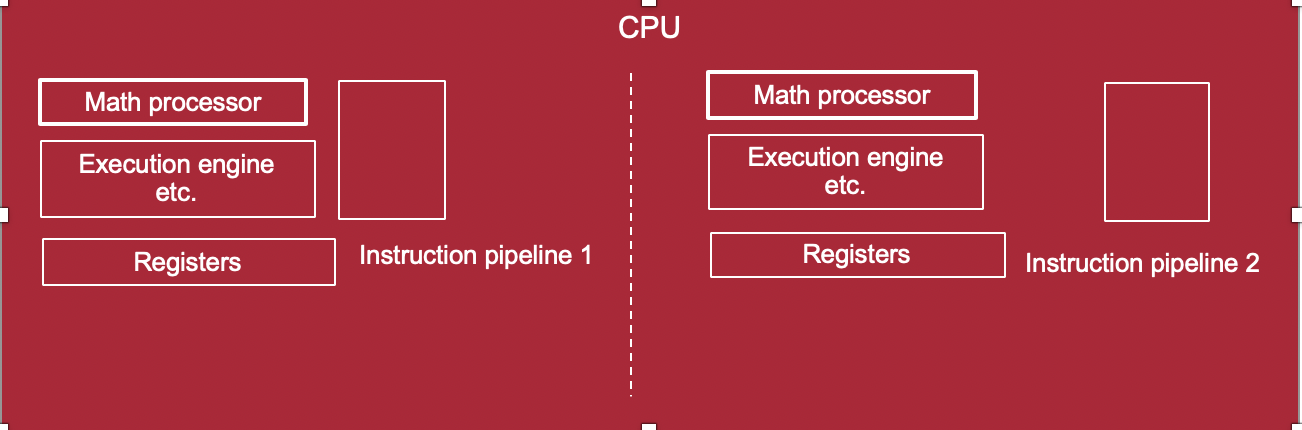 CPU
Math processor
Execution engine
etc.
Registers
Instruction pipeline 1
Math processor
Execution engine
etc.
Registers
Instruction pipeline 2